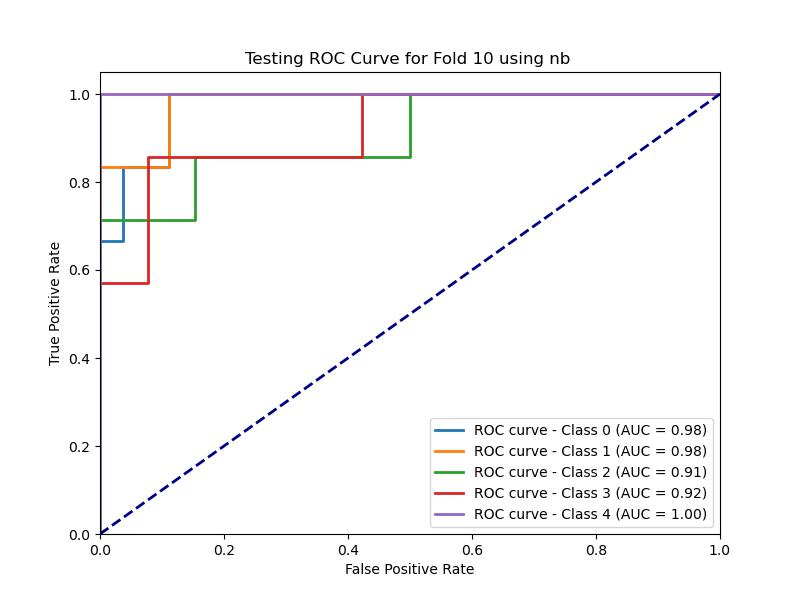 Testing ROC Curve for Fold 10 using nb
True Positive Rate
1.0
0.8
0.6
0.4
0.2
0.0
ROC curve - Class 0 (AUC = 0.98)
ROC curve - Class 1 (AUC = 0.98)
ROC curve - Class 2 (AUC = 0.91)
ROC curve - Class 3 (AUC = 0.92)
ROC curve - Class 4 (AUC = 1.00)
0.0 0.2 0.4 0.6 0.8 1.0
False Positive Rate